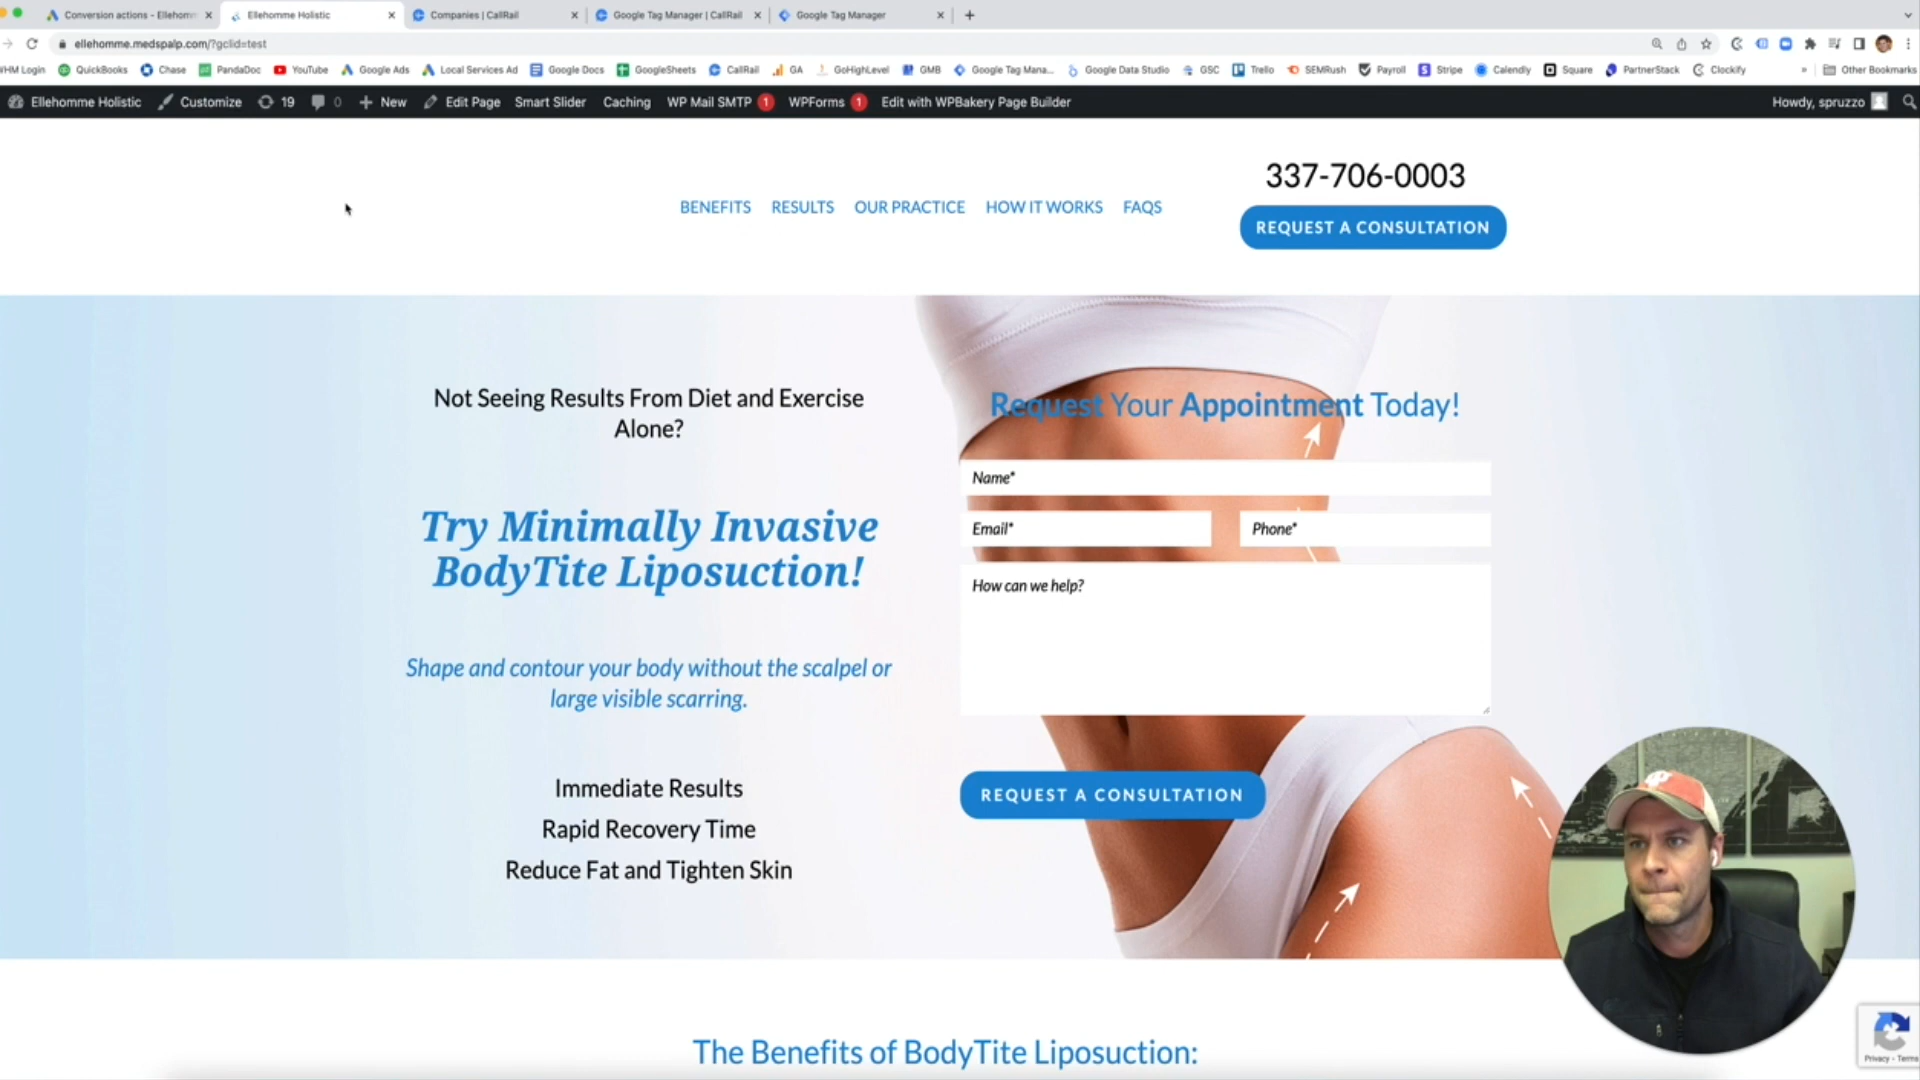 Conversion actions - Ellehomm
Ellehomme Holistic
Companies | CallRail
Google Tag Manager | CallRail
Google Tag Manager
ellehomme.medspalp.com/?gclid=test
WHM Login QuickBooks Chase PandaDoc YouTube Google Ads Local Services Ad Google Docs GoogleSheets CallRail GA GoHighLevel GMB Google Tag Mana... Google Data Studio GSC Trello SEMRush Payroll Stripe Calendly Square PartnerStack Clockify » Other Bookmarks
Ellehomme Holistic Customize 19 0 New Edit Page Smart Slider Caching WP Mail SMTP 1 WPForms 1 Edit with WPBakery Page Builder Howdy, spruzzo
337-706-0003
BENEFITS RESULTS OUR PRACTICE HOW IT WORKS FAQS
REQUEST A CONSULTATION
Not Seeing Results From Diet and Exercise
Alone?
Try Minimally Invasive
BodyTite Liposuction!
Shape and contour your body without the scalpel or
large visible scarring.
Immediate Results
Rapid Recovery Time
Reduce Fat and Tighten Skin
Request Your Appointment Today!
Name*
Email* Phone*
How can we help?
REQUEST A CONSULTATION
The Benefits of BodyTite Liposuction:
Privacy - Terms